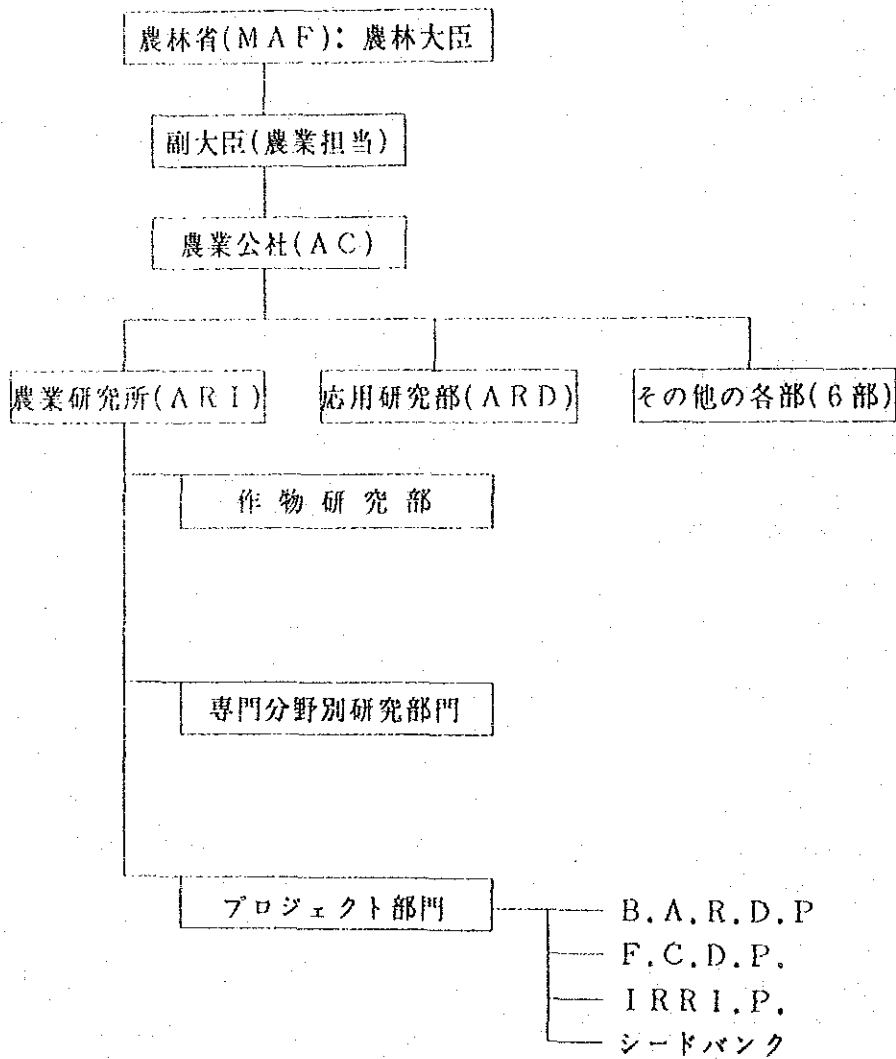 農林省(MAF): 農林大臣
副大臣(農業担当)
農業公社(AC)
農業研究所(ARI)
応用研究部(ARD)
その他の各部(6部)
作物研究部
専門分野別研究部門
プロジェクト部門
B.A.R.D.P
F.C.D.P.
IRRI.P.
シードバンク